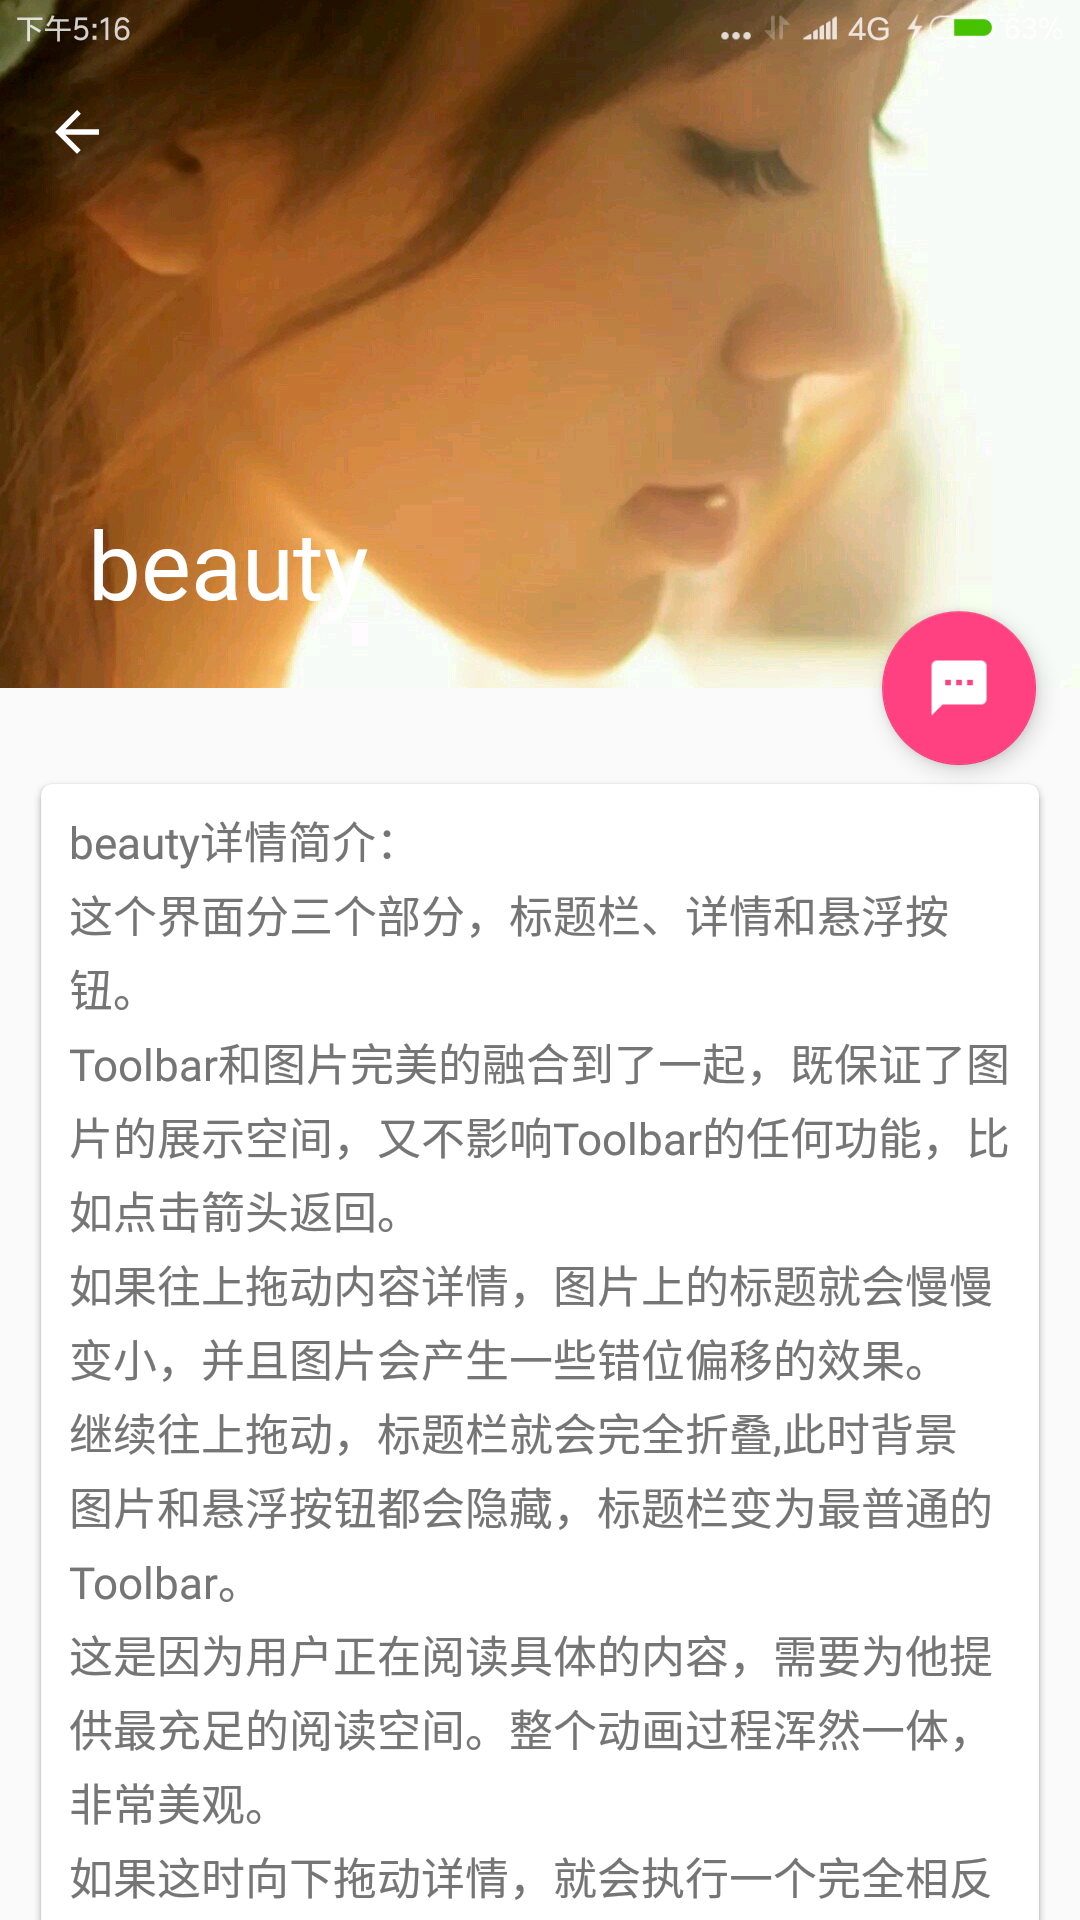 下午5:16
4G
63%
beauty
beauty详情简介：
这个界面分三个部分，标题栏、详情和悬浮按
钮。
Toolbar和图片完美的融合到了一起，既保证了图
片的展示空间，又不影响Toolbar的任何功能，比
如点击箭头返回。
如果往上拖动内容详情，图片上的标题就会慢慢
变小，并且图片会产生一些错位偏移的效果。
继续往上拖动，标题栏就会完全折叠,此时背景
图片和悬浮按钮都会隐藏，标题栏变为最普通的
Toolbar。
这是因为用户正在阅读具体的内容，需要为他提
供最充足的阅读空间。整个动画过程浑然一体，
非常美观。
如果这时向下拖动详情，就会执行一个完全相反